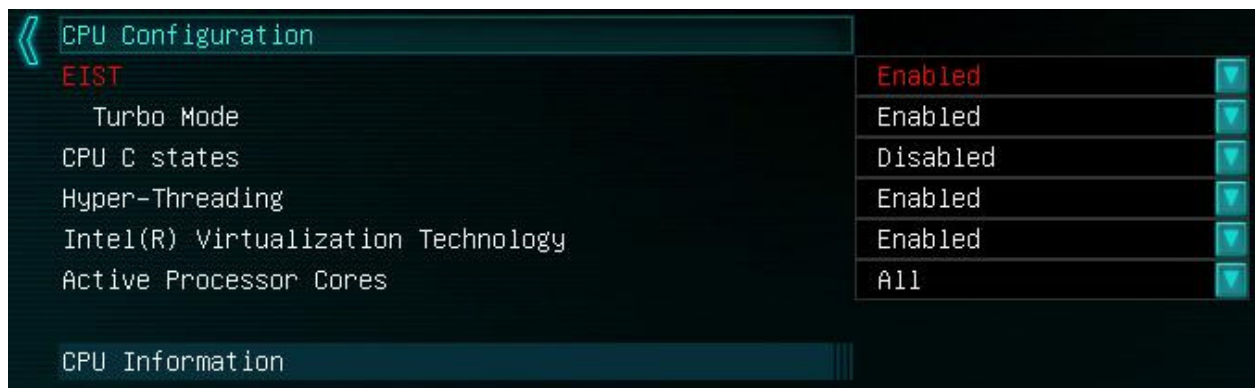 CPU Configuration
EIST Enabled
Turbo Mode Enabled
CPU C states Disabled
Hyper-Threading Enabled
Intel(R) Virtualization Technology Enabled
Active Processor Cores All
CPU Information